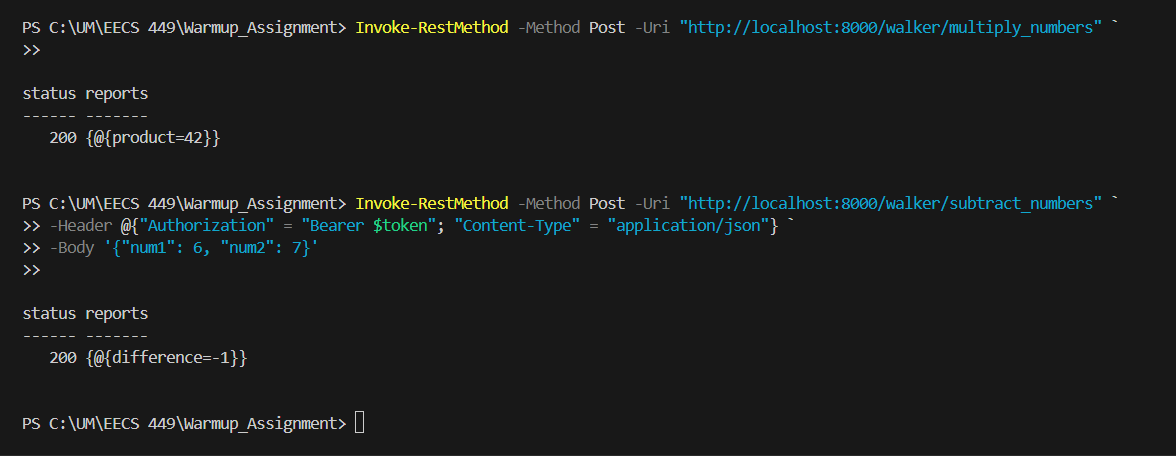 PS C:\UM\EECS 449\Warmup_Assignment> Invoke-RestMethod -Method Post -Uri "http://localhost:8000/walker/multiply_numbers" `
>>
status reports
------ -------
   200 {@{product=42}}
PS C:\UM\EECS 449\Warmup_Assignment> Invoke-RestMethod -Method Post -Uri "http://localhost:8000/walker/subtract_numbers" `
>> -Header @{"Authorization" = "Bearer $token"; "Content-Type" = "application/json"} `
>> -Body '{"num1": 6, "num2": 7}'
>>
status reports
------ -------
   200 {@{difference=-1}}
PS C:\UM\EECS 449\Warmup_Assignment>